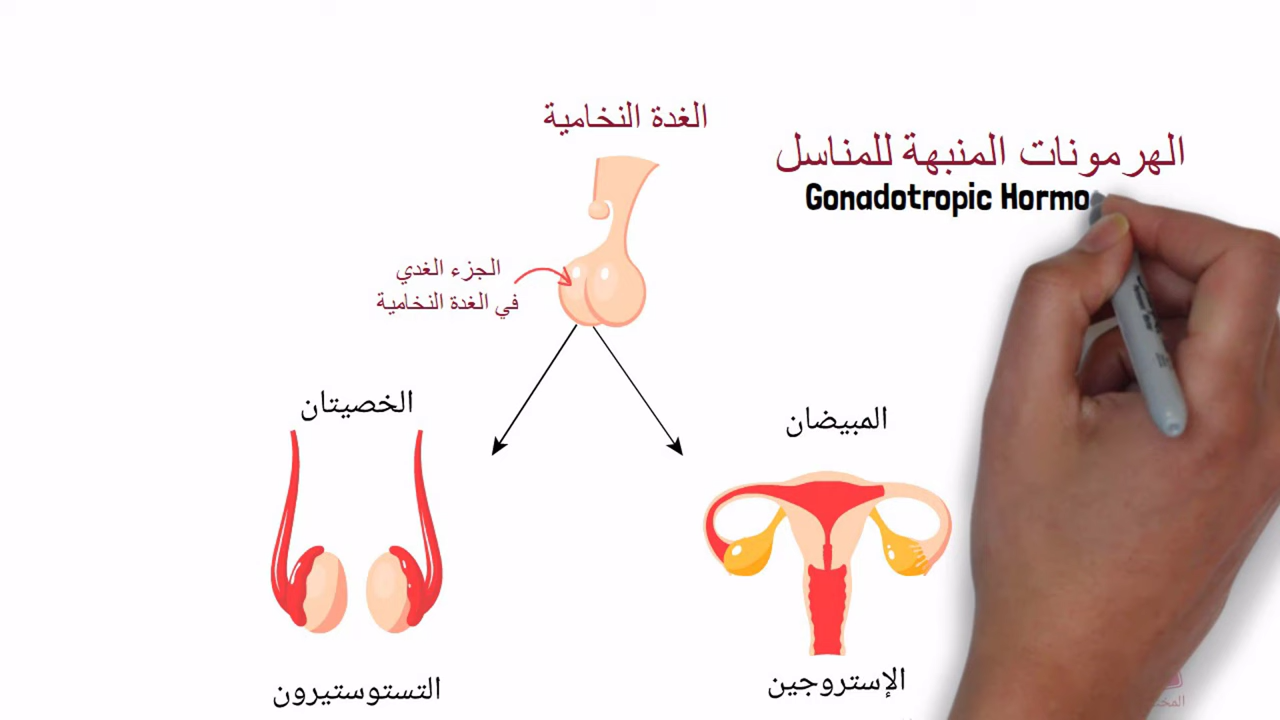 الغدة النخامية
الهرمونات المنبهة للمناسل
Gonadotropic Hormo
الجزء الغدي
في الغدة النخامية
الخصيتان
المبيضان
التستوستيرون
الإستروجين